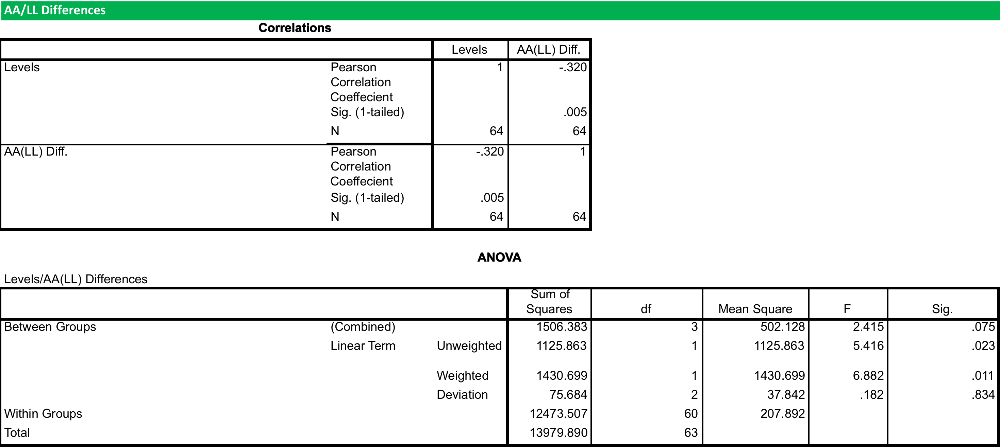 AA/LL Differences
Correlations
Levels AA(LL) Diff.
Levels Pearson 1 -.320
Correlation
Coeffecient
Sig. (1-tailed) .005
N 64 64
AA(LL) Diff. Pearson -.320 1
Correlation
Coeffecient
Sig. (1-tailed) .005
N 64 64
ANOVA
Levels/AA(LL) Differences
Sum of
Squares df Mean Square F Sig.
Between Groups (Combined) 1506.383 3 502.128 2.415 .075
Linear Term Unweighted 1125.863 1 1125.863 5.416 .023
Weighted 1430.699 1 1430.699 6.882 .011
Deviation 75.684 2 37.842 .182 .834
Within Groups 12473.507 60 207.892
Total 13979.890 63